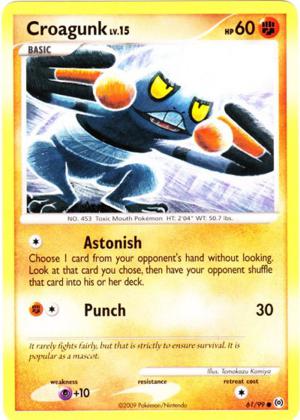 Croagunk LV.15
HP 60
BASIC
NO. 453 Toxic Mouth Pokémon HT: 2'04" WT: 50.7 lbs.
Astonish
Choose 1 card from your opponent's hand without looking.
Look at that card you chose, then have your opponent shuffle
that card into his or her deck.
Punch 30
It rarely fights fairly, but that is strictly to ensure survival. It is
popular as a mascot.
Illus. Tomokazu Komiya
weakness resistance retreat cost
+10
©2009 Pokémon/Nintendo
61/99